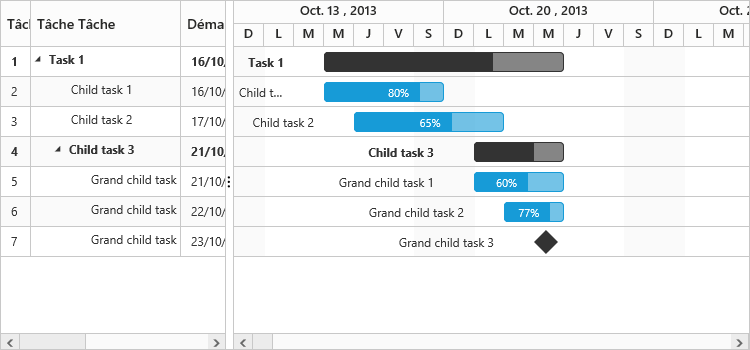 Tâc Tâche Tâche Déma
1 Task 1 16/10,
2 Child task 1 16/10/
3 Child task 2 17/10/
4 Child task 3 21/10,
5 Grand child task 21/10/
6 Grand child task 22/10/
7 Grand child task 23/10/
Oct. 13 , 2013 Oct. 20 , 2013 Oct. 2
D L M M J V S D L M M J V S D L M
Task 1
Child t... 80%
Child task 2 65%
Child task 3
Grand child task 1 60%
Grand child task 2 77%
Grand child task 3